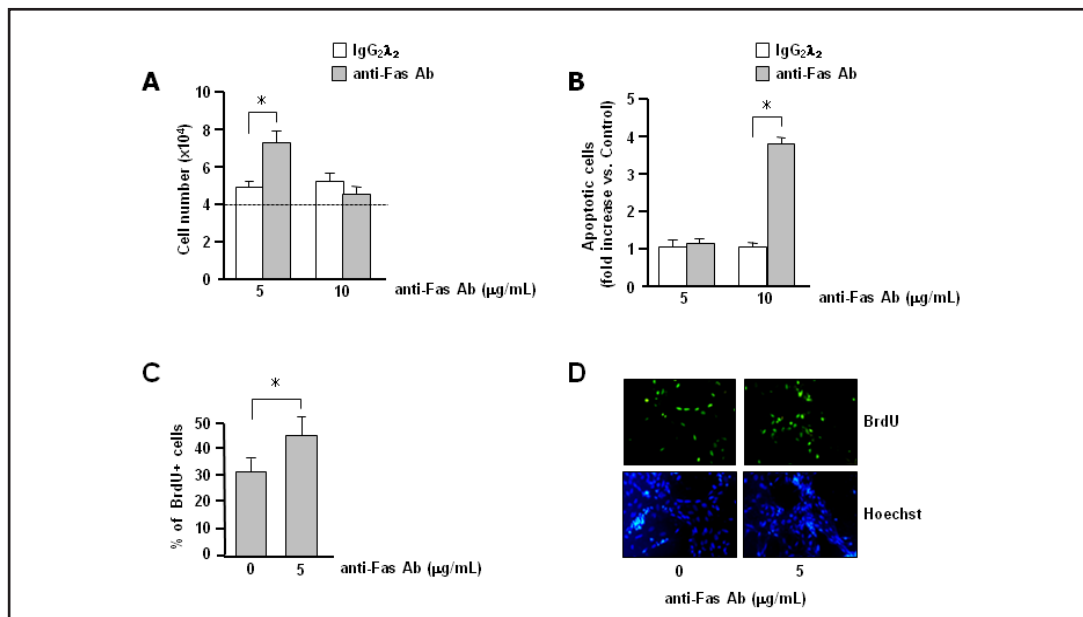 A
IgG₂λ₂
anti-Fas Ab
*
Cell number (x10⁴)
10
8
6
4
2
0
5
10
anti-Fas Ab (μg/mL)
B
IgG₂λ₂
anti-Fas Ab
*
Apoptotic cells
(fold increase vs. Control)
5
4
3
2
1
0
5
10
anti-Fas Ab (μg/mL)
C
*
% of BrdU+ cells
50
40
30
20
10
0
0
5
anti-Fas Ab (μg/mL)
D
BrdU
Hoechst
0
5
anti-Fas Ab (μg/mL)